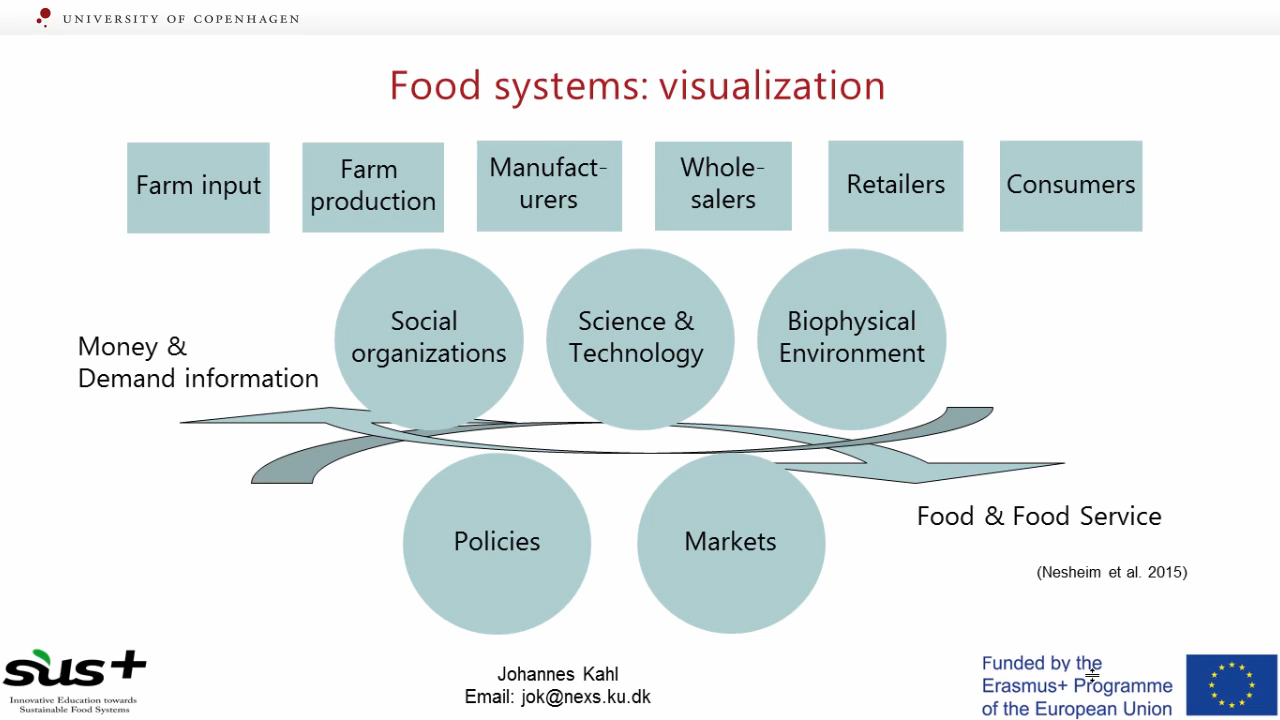 UNIVERSITY OF COPENHAGEN
Food systems: visualization
Farm input
Farm
production
Manufact-
urers
Whole-
salers
Retailers
Consumers
Social
organizations
Science &
Technology
Biophysical
Environment
Money &
Demand information
Policies
Markets
Food & Food Service
(Nesheim et al. 2015)
sus+
Innovative Education towards
Sustainable Food Systems
Johannes Kahl
Email: jok@nexs.ku.dk
Funded by the
Erasmus+ Programme
of the European Union